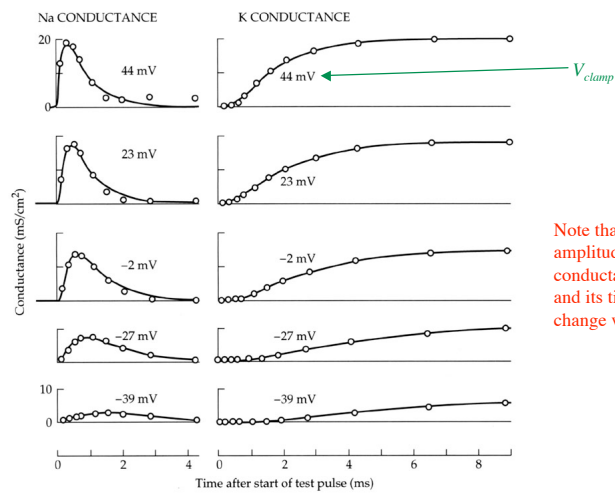 Na CONDUCTANCE
K CONDUCTANCE
20
0
44 mV
44 mV
V_clamp
23 mV
23 mV
Conductance (mS/cm²)
-2 mV
-2 mV
Note tha
amplitud
conducta
and its ti
change v
-27 mV
-27 mV
10
0
-39 mV
-39 mV
0 2 4
0 2 4 6 8
Time after start of test pulse (ms)